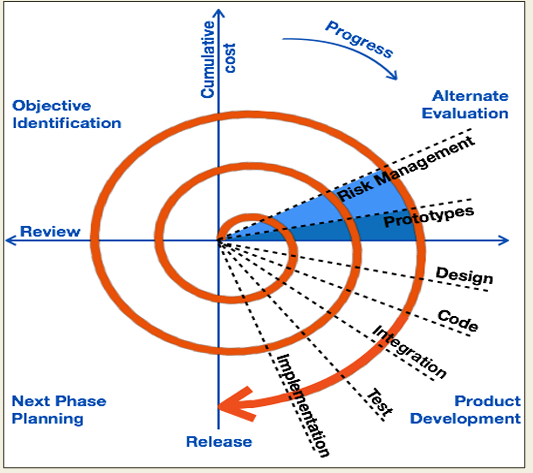 Cumulative
cost
Progress
Objective
Identification
Alternate
Evaluation
Risk Management
Prototypes
Review
Design
Code
Integration
Test
Implementation
Next Phase
Planning
Product
Development
Release